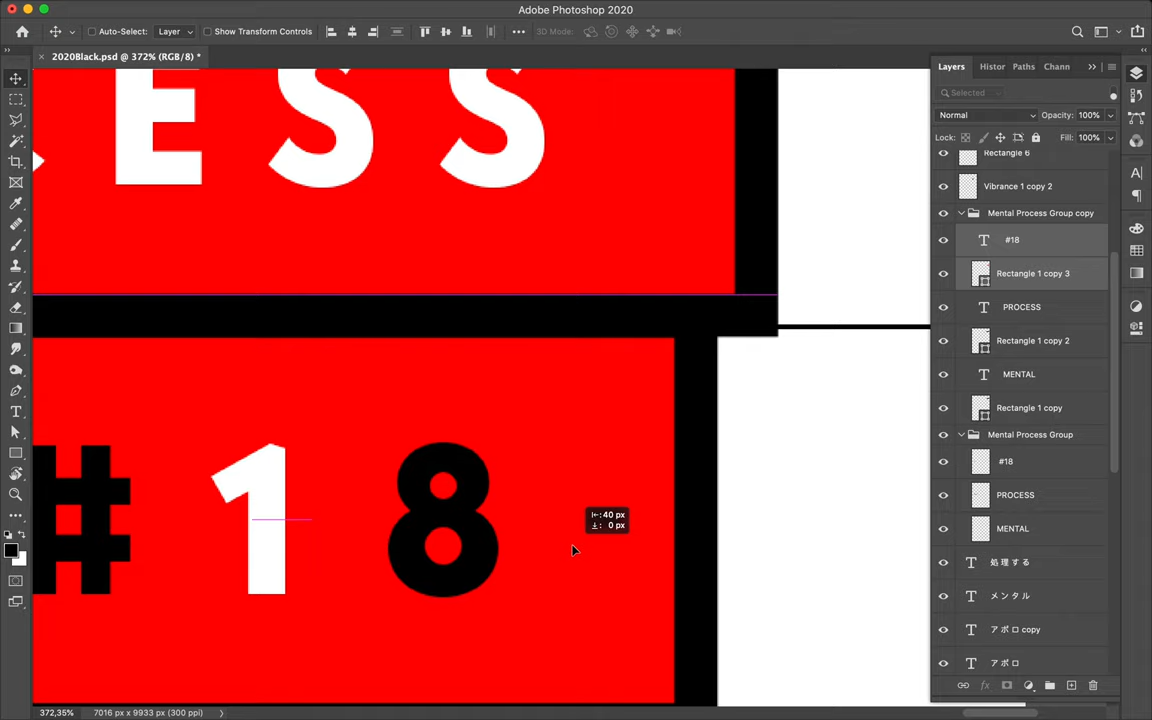 Adobe Photoshop 2020
Auto-Select:
Layer
Show Transform Controls
3D Mode:
2020Black.psd @ 372% (RGB/8) *
Layers
Histor
Paths
Chann
Selected
Normal
Opacity: 100%
Lock:
Fill: 100%
Rectangle 6
Vibrance 1 copy 2
Mental Process Group copy
#18
Rectangle 1 copy 3
PROCESS
Rectangle 1 copy 2
MENTAL
Rectangle 1 copy
Mental Process Group
#18
PROCESS
MENTAL
処理する
メンタル
アポロ copy
アポロ
ESS
#18
40 px
0 px
372,35%
7016 px x 9933 px (300 ppi)